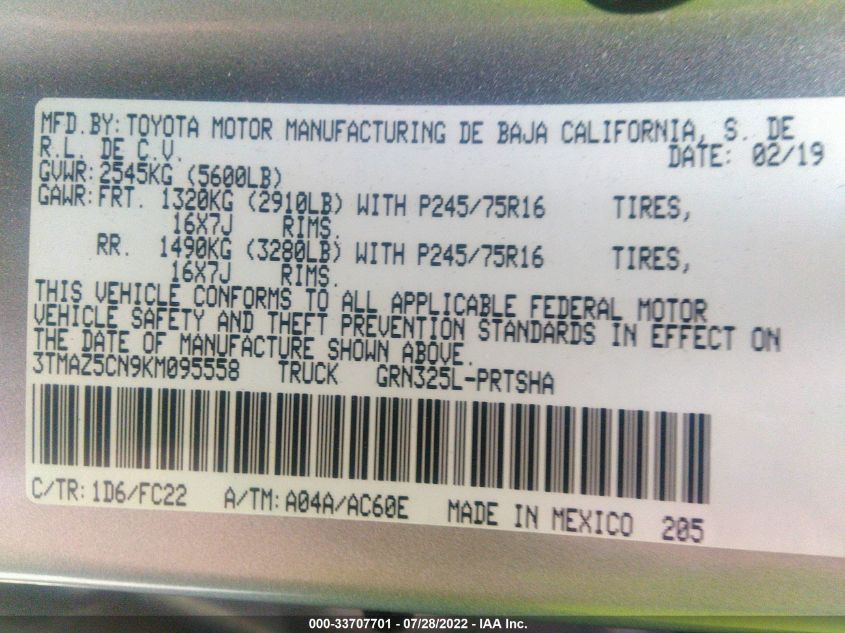 MFD.BY:TOYOTA MOTOR MANUFACTURING DE BAJA CALIFORNIA, S. DE
R.L. DE C.V. DATE: 02/19
GVWR:2545KG (5600LB)
GAWR:FRT. 1320KG (2910LB) WITH P245/75R16 TIRES,
16X7J RIMS.
RR. 1490KG (3280LB) WITH P245/75R16 TIRES,
16X7J RIMS.
THIS VEHICLE CONFORMS TO ALL APPLICABLE FEDERAL MOTOR
VEHICLE SAFETY AND THEFT PREVENTION STANDARDS IN EFFECT ON
THE DATE OF MANUFACTURE SHOWN ABOVE.
3TMAZ5CN9KM095558 TRUCK GRN325L-PRTSHA
C/TR:1D6/FC22 A/TM:A04A/AC60E MADE IN MEXICO 205
000-33707701 - 07/28/2022 - IAA Inc.